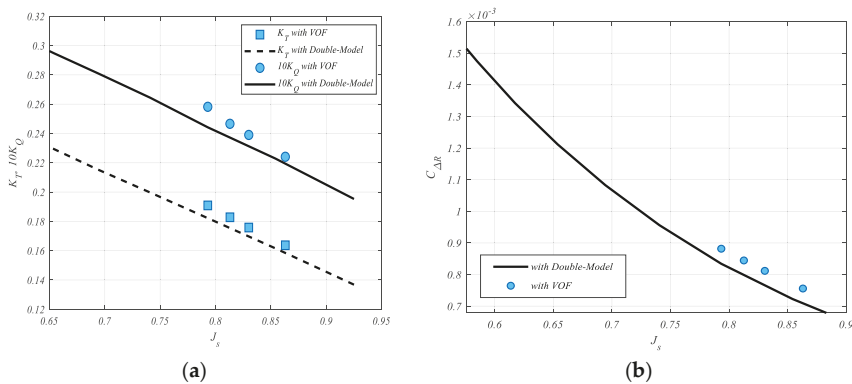 0.32
0.3
0.28
0.26
0.24
0.22
0.2
0.18
0.16
0.14
0.12
K_T, 10K_Q
K_T with VOF
K_T with Double-Model
10K_Q with VOF
10K_Q with Double-Model
0.65 0.7 0.75 0.8 0.85 0.9 0.95
J_s
(a)
×10⁻³
1.6
1.5
1.4
1.3
1.2
1.1
1
0.9
0.8
0.7
C_ΔR
with Double-Model
with VOF
0.6 0.65 0.7 0.75 0.8 0.85 0.9
J_s
(b)